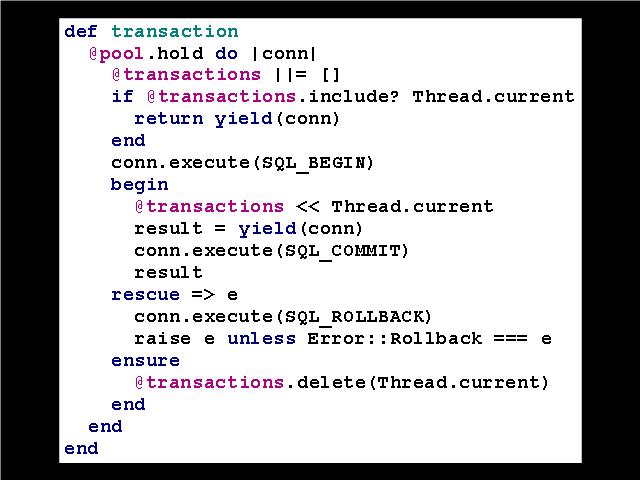 def transaction
  @pool.hold do |conn|
    @transactions ||= []
    if @transactions.include? Thread.current
      return yield(conn)
    end
    conn.execute(SQL_BEGIN)
    begin
      @transactions << Thread.current
      result = yield(conn)
      conn.execute(SQL_COMMIT)
      result
    rescue => e
      conn.execute(SQL_ROLLBACK)
      raise e unless Error::Rollback === e
    ensure
      @transactions.delete(Thread.current)
    end
  end
end